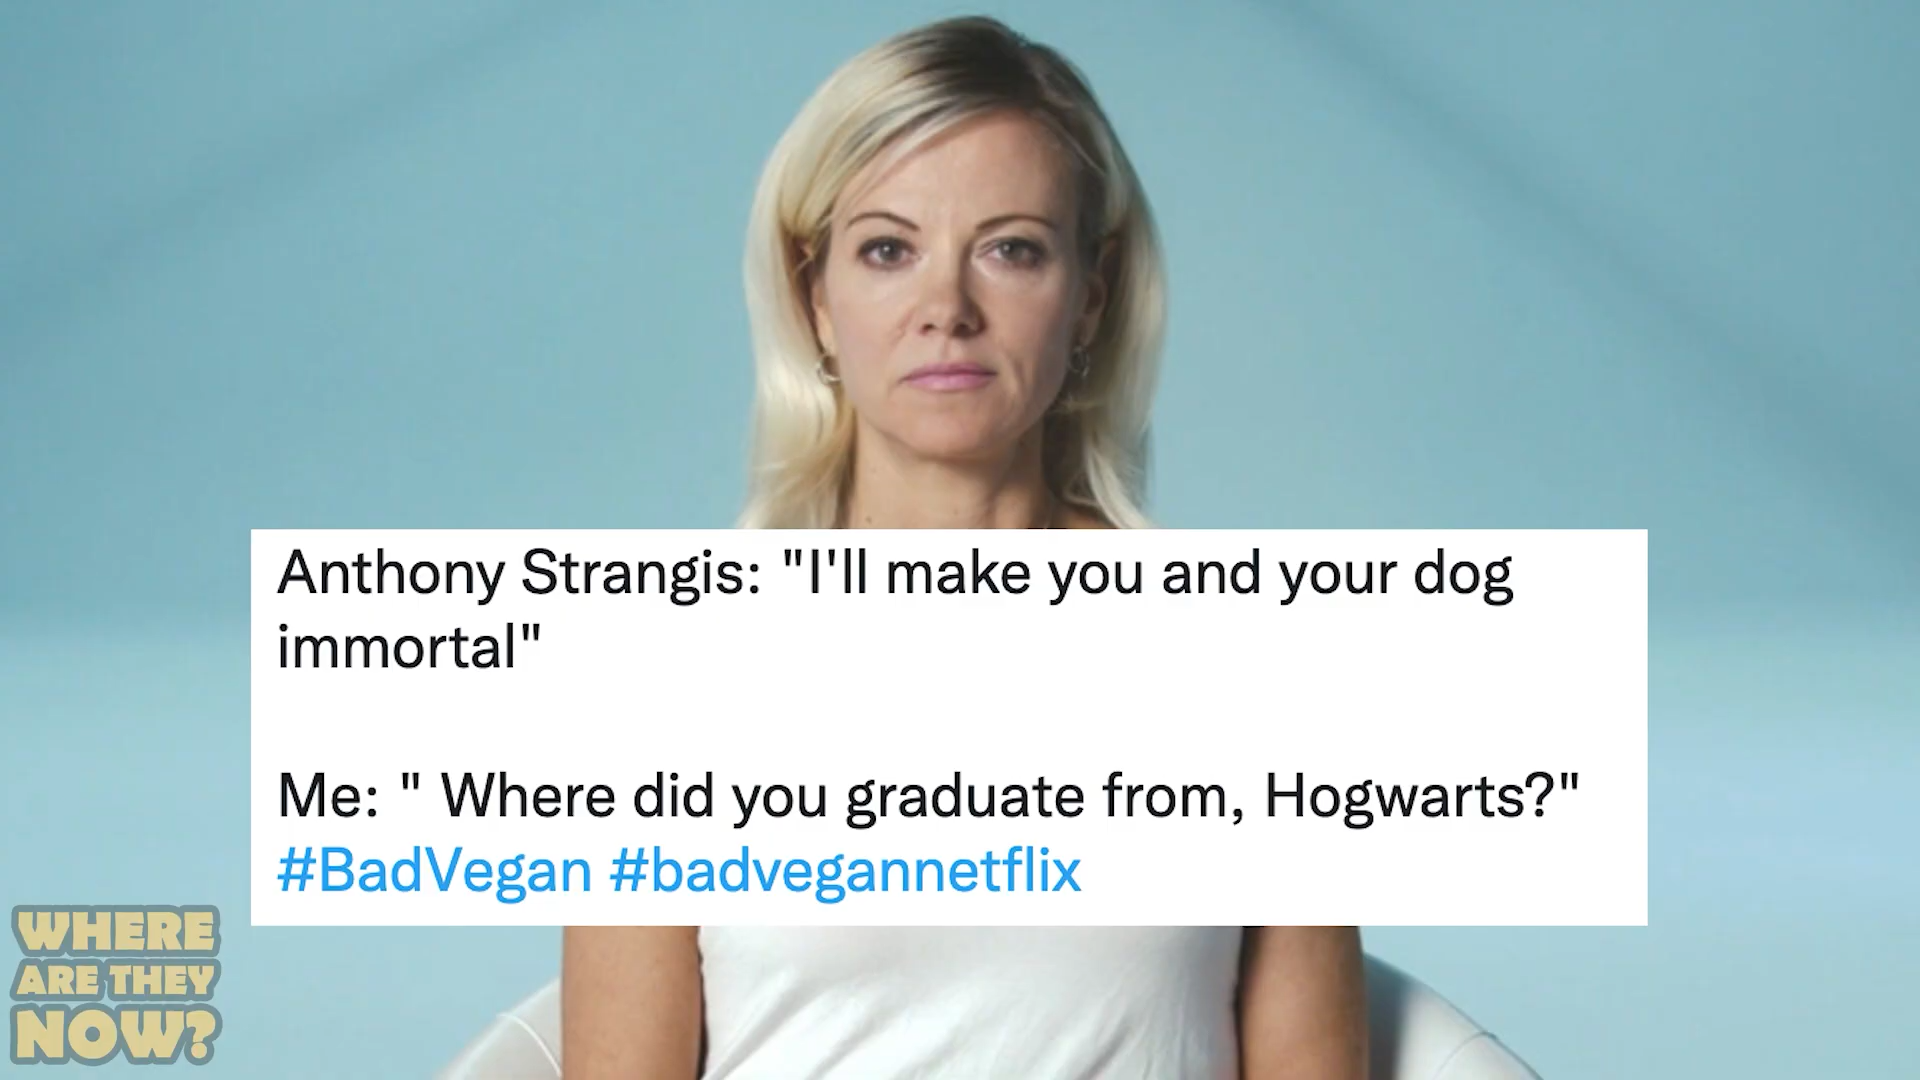 Anthony Strangis: "I'll make you and your dog
immortal"
Me: " Where did you graduate from, Hogwarts?"
#BadVegan #badvegannetflix
WHERE
ARE THEY
NOW?